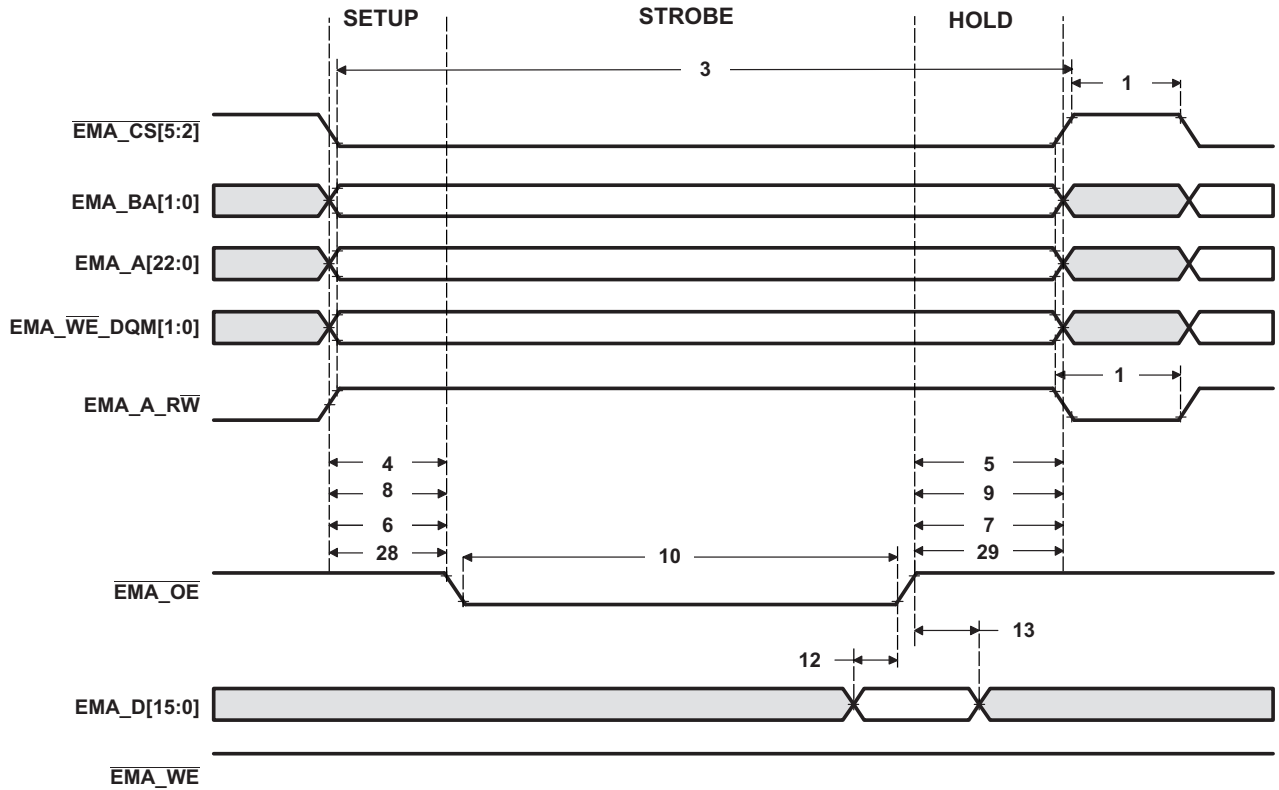 SETUP STROBE HOLD
3
1
EMA_CS[5:2]
EMA_BA[1:0]
EMA_A[22:0]
EMA_WE_DQM[1:0]
1
EMA_A_RW
4 5
8 9
6 7
28 10 29
EMA_OE
13
12
EMA_D[15:0]
EMA_WE